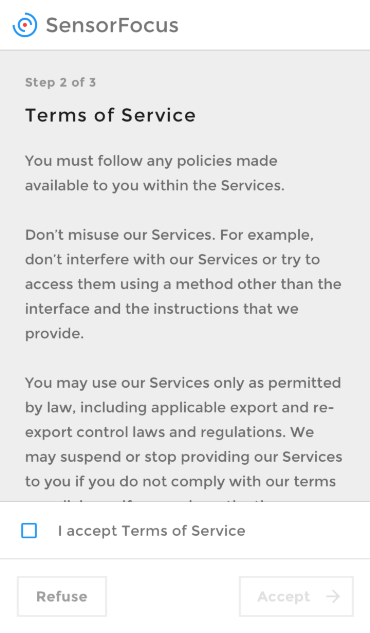 SensorFocus
Step 2 of 3
Terms of Service
You must follow any policies made
available to you within the Services.
Don't misuse our Services. For example,
don't interfere with our Services or try to
access them using a method other than the
interface and the instructions that we
provide.
You may use our Services only as permitted
by law, including applicable export and re-
export control laws and regulations. We
may suspend or stop providing our Services
to you if you do not comply with our terms
I accept Terms of Service
Refuse
Accept